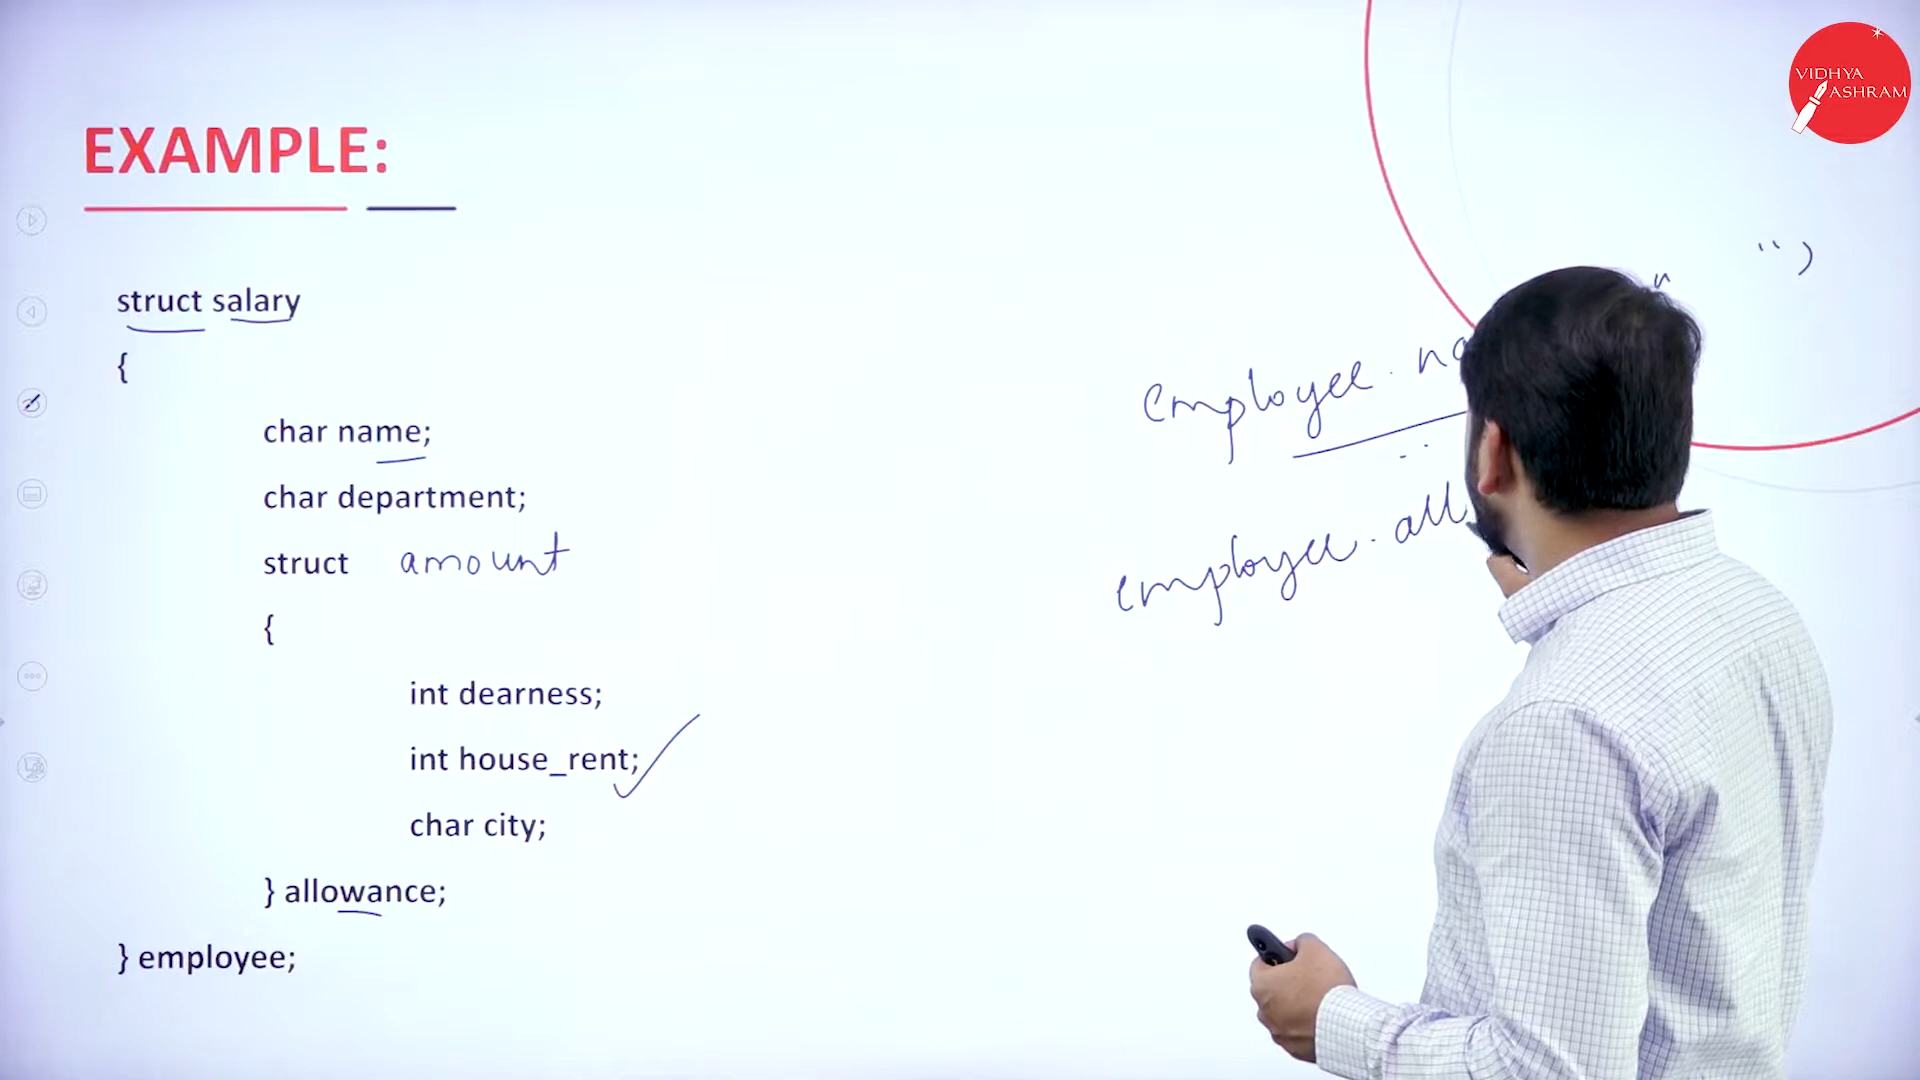 VIDHYA
ASHRAM
EXAMPLE:
struct salary
{
char name;
char department;
struct amount
{
int dearness;
int house_rent;
char city;
} allowance;
} employee;
")
employee.
employee.all